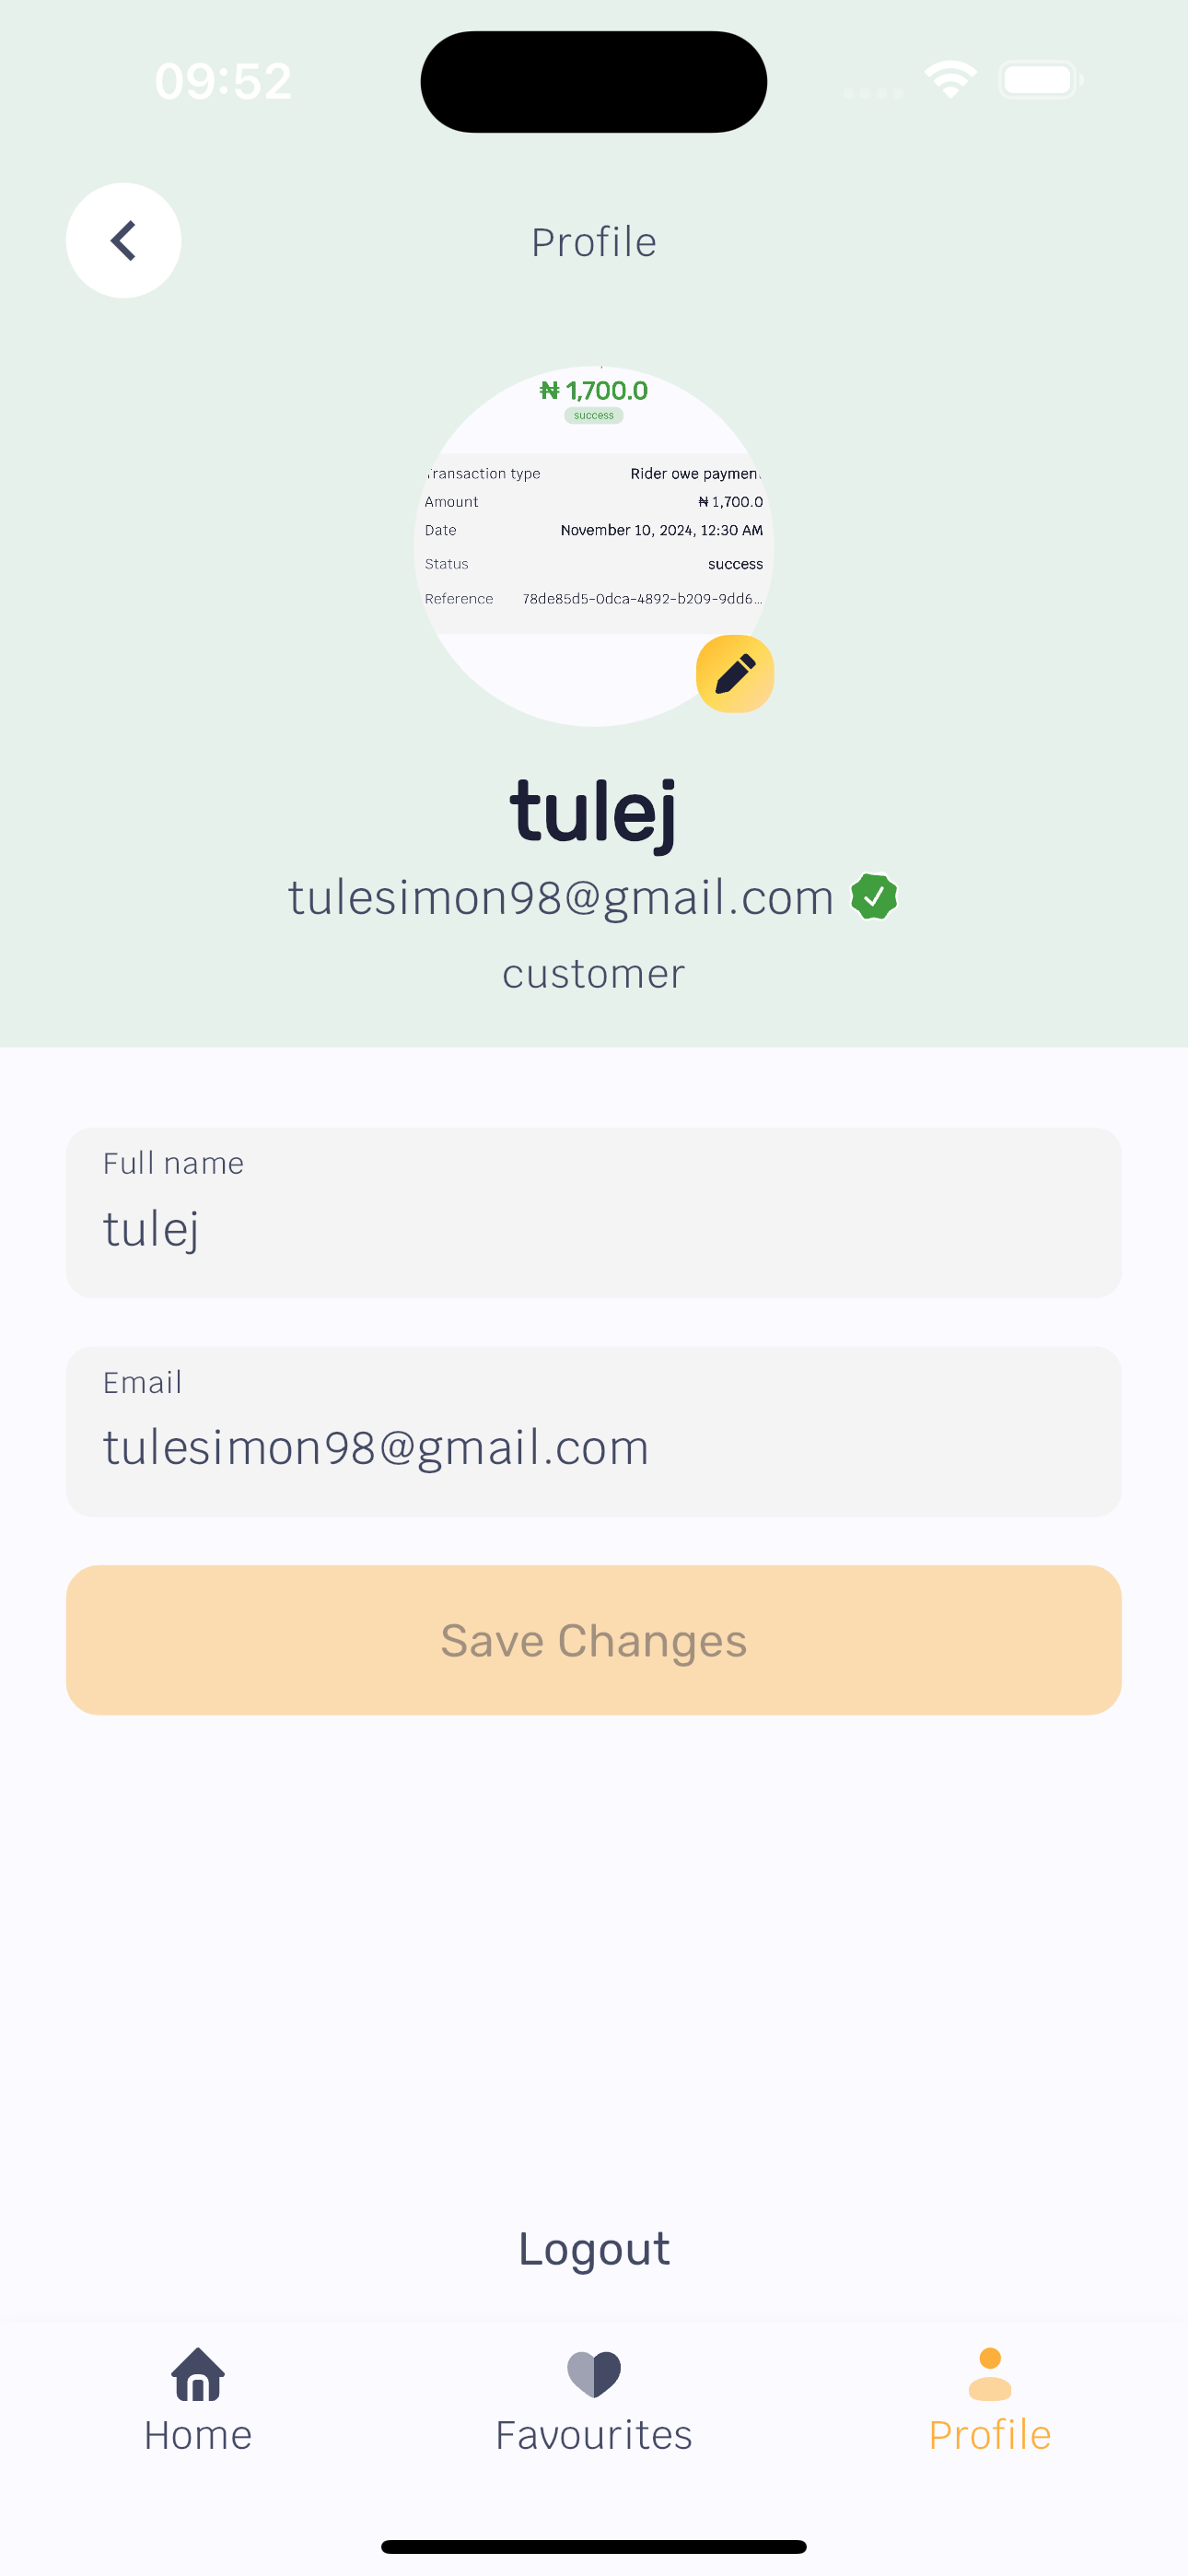 09:52
Profile
₦ 1,700.0
success
Transaction type Rider owe payment
Amount ₦ 1,700.0
Date November 10, 2024, 12:30 AM
Status success
Reference 78de85d5-0dca-4892-b209-9dd6...
tulej
tulesimon98@gmail.com
customer
Full name
tulej
Email
tulesimon98@gmail.com
Save Changes
Logout
Home Favourites Profile